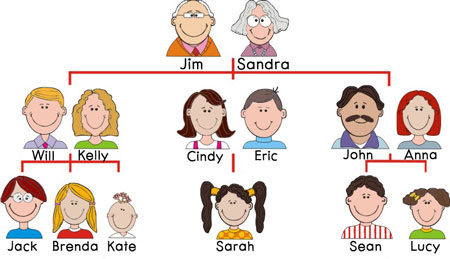 Jim Sandra
Will Kelly Cindy Eric John Anna
Jack Brenda Kate Sarah Sean Lucy